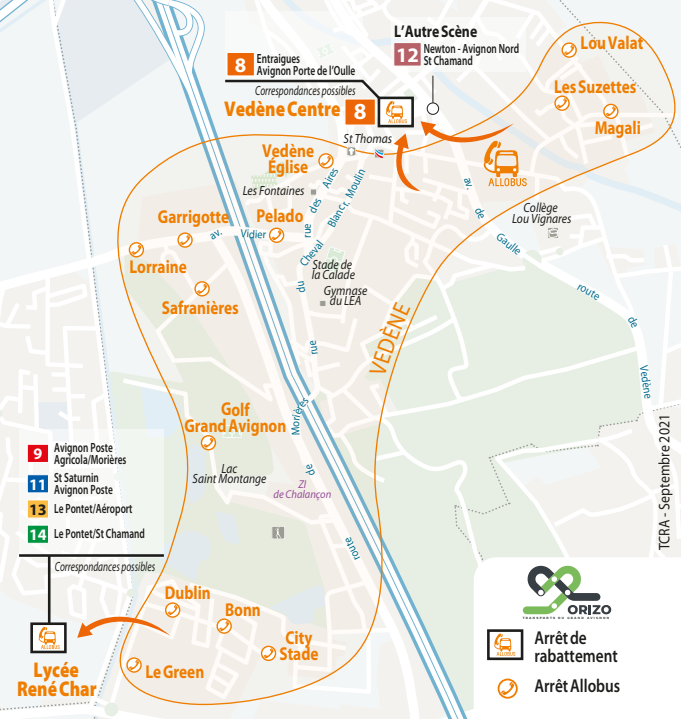 L'Autre Scène
12 Newton - Avignon Nord
St Chamand
8 Entraigues
Avignon Porte de l'Oulle
Correspondances possibles
Vedène Centre 8
ALLOBUS
Lou Valat
Les Suzettes
Magali
St Thomas
ALLOBUS
Vedène
Église
Les Fontaines
rue des Aires
Cheval Blanc
r. Moulin
av. de Gaulle
Collège
Lou Vignares
Garrigotte
Pelado
av. Vidier
Lorraine
Stade de
la Calade
Gymnase
du LEA
Safranières
route de Vedène
VEDÈNE
rue du
Golf
Grand Avignon
route de Morières
Lac
Saint Montange
ZI
de Chalançon
9 Avignon Poste
Agricola/Morières
11 St Saturnin
Avignon Poste
13 Le Pontet/Aéroport
14 Le Pontet/St Chamand
Correspondances possibles
ALLOBUS
Lycée
René Char
Dublin
Bonn
City
Stade
Le Green
TCRA - Septembre 2021
ORIZO
TRANSPORTS DU GRAND AVIGNON
ALLOBUS
Arrêt de
rabattement
Arrêt Allobus